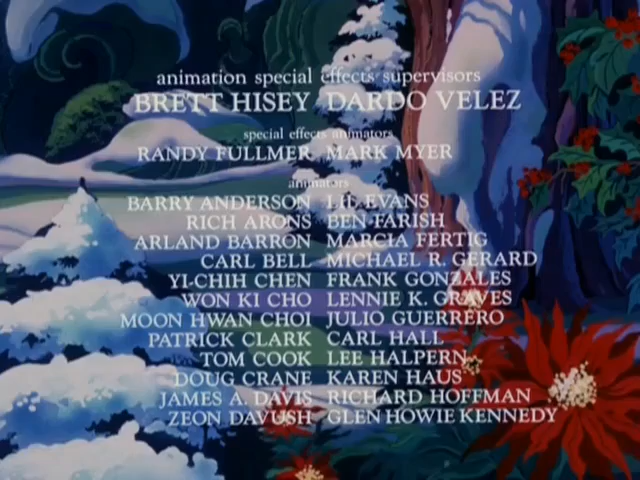 animation special effects supervisors
BRETT HISEY DARDO VELEZ
special effects animators
RANDY FULLMER MARK MYER
animators
BARRY ANDERSON LIL EVANS
RICH ARONS BEN-FARISH
ARLAND BARRON MARCIA FERTIG
CARL BELL MICHAEL R. GERARD
YI-CHIH CHEN FRANK GONZALES
WON KI CHO LENNIE K. GRAVES
MOON HWAN CHOI JULIO GUERRERO
PATRICK CLARK CARL HALL
TOM COOK LEE HALPERN
DOUG CRANE KAREN HAUS
JAMES A. DAVIS RICHARD HOFFMAN
ZEON DAVUSH GLEN HOWIE KENNEDY